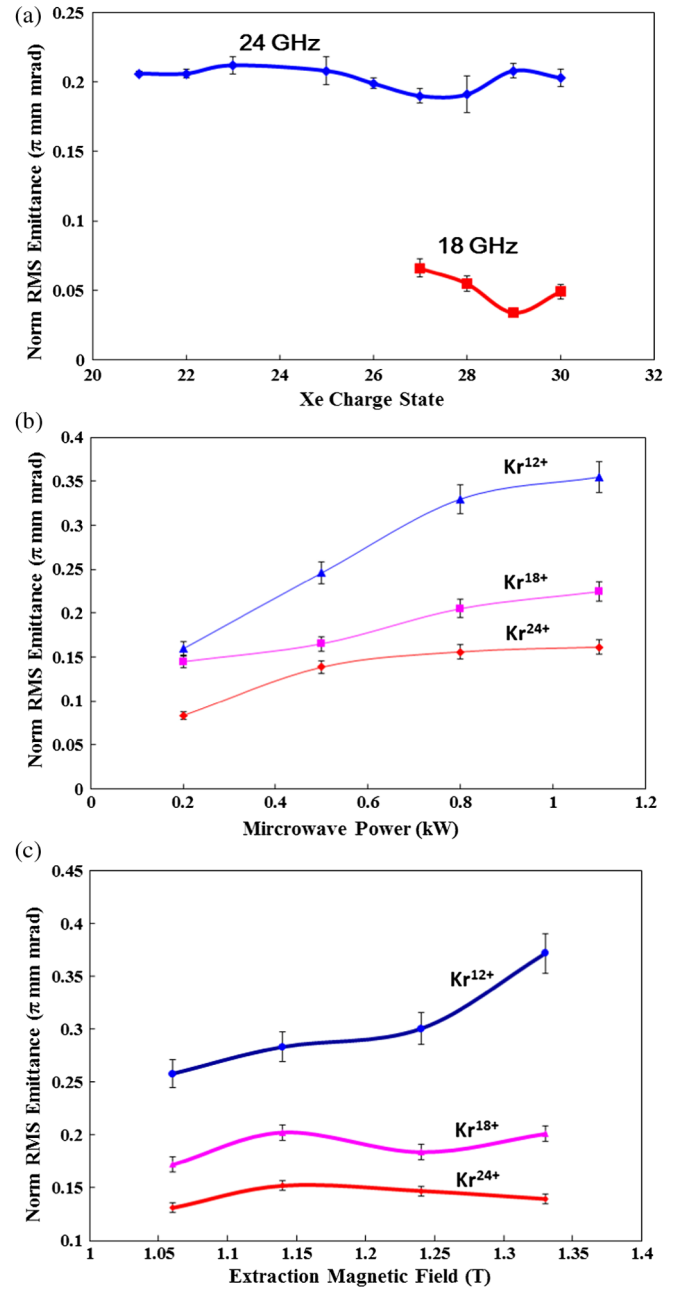 (a)
0.25
0.2
0.15
0.1
0.05
0
Norm RMS Emittance (π mm mrad)
24 GHz
18 GHz
20 22 24 26 28 30 32
Xe Charge State
(b)
0.4
0.35
0.3
0.25
0.2
0.15
0.1
0.05
0
Norm RMS Emittance (π mm mrad)
Kr12+
Kr18+
Kr24+
0 0.2 0.4 0.6 0.8 1 1.2
Mircrowave Power (kW)
(c)
0.45
0.4
0.35
0.3
0.25
0.2
0.15
0.1
Norm RMS Emittance (π mm mrad)
Kr12+
Kr18+
Kr24+
1 1.05 1.1 1.15 1.2 1.25 1.3 1.35 1.4
Extraction Magnetic Field (T)